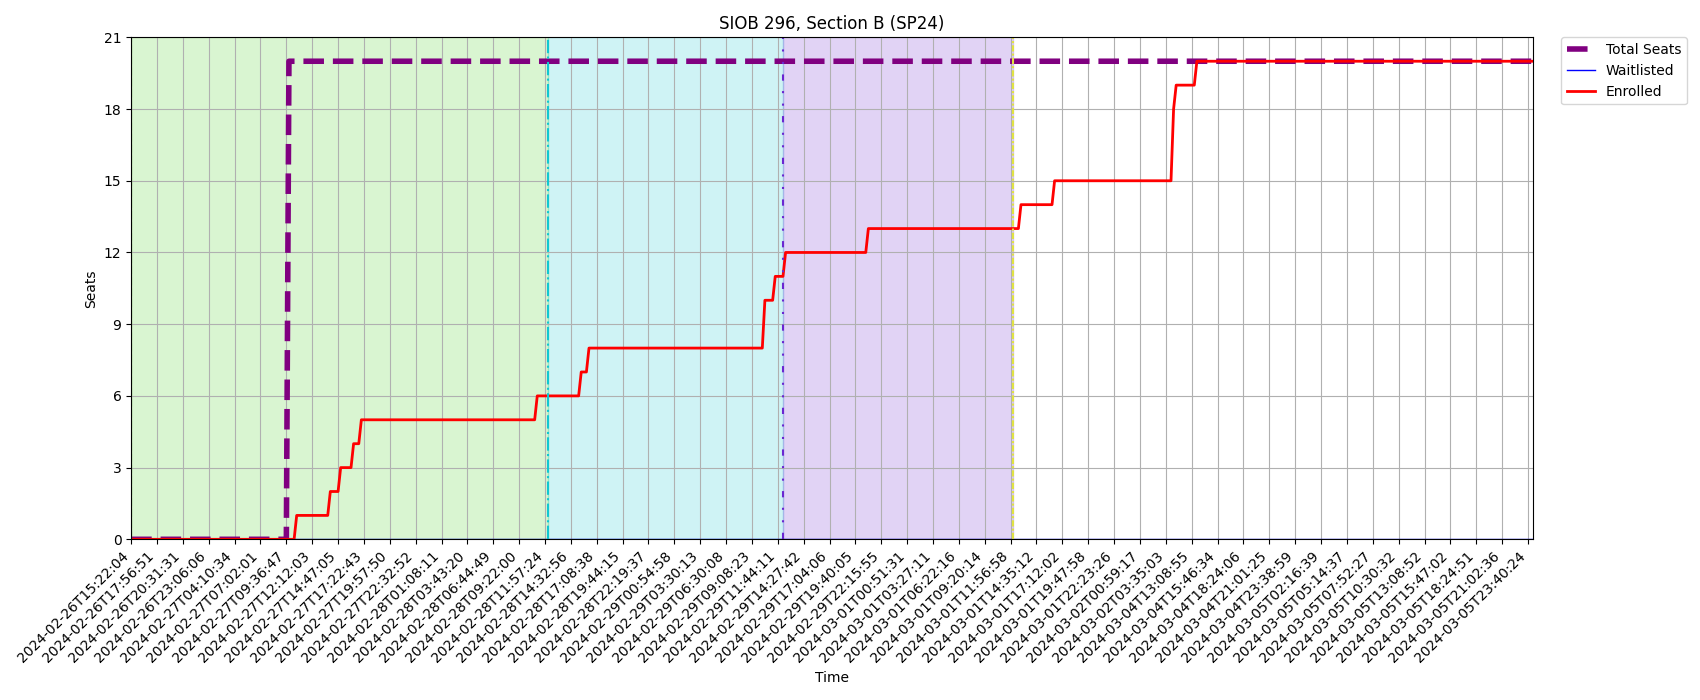 SIOB 296, Section B (SP24)
Total Seats
Waitlisted
Enrolled
Seats
21
18
15
12
9
6
3
0
2024-02-26T15:22:04
2024-02-26T17:56:51
2024-02-26T20:31:31
2024-02-26T23:06:06
2024-02-27T04:10:34
2024-02-27T07:02:01
2024-02-27T09:36:47
2024-02-27T12:12:03
2024-02-27T14:47:05
2024-02-27T17:22:43
2024-02-27T19:57:50
2024-02-27T22:32:52
2024-02-28T01:08:11
2024-02-28T03:43:20
2024-02-28T06:44:49
2024-02-28T09:22:00
2024-02-28T11:57:24
2024-02-28T14:32:56
2024-02-28T17:08:38
2024-02-28T19:44:15
2024-02-28T22:19:37
2024-02-29T00:54:58
2024-02-29T03:30:13
2024-02-29T06:30:08
2024-02-29T09:08:23
2024-02-29T11:44:11
2024-02-29T14:27:42
2024-02-29T17:04:06
2024-02-29T19:40:05
2024-02-29T22:15:55
2024-03-01T00:51:31
2024-03-01T03:27:11
2024-03-01T06:22:16
2024-03-01T09:20:14
2024-03-01T11:56:58
2024-03-01T14:35:12
2024-03-01T17:12:02
2024-03-01T19:47:58
2024-03-01T22:23:26
2024-03-02T00:59:17
2024-03-02T03:35:03
2024-03-04T13:08:55
2024-03-04T15:46:34
2024-03-04T18:24:06
2024-03-04T21:01:25
2024-03-04T23:38:59
2024-03-05T02:16:39
2024-03-05T05:14:37
2024-03-05T07:52:27
2024-03-05T10:30:32
2024-03-05T13:08:52
2024-03-05T15:47:02
2024-03-05T18:24:51
2024-03-05T21:02:36
2024-03-05T23:40:24
Time